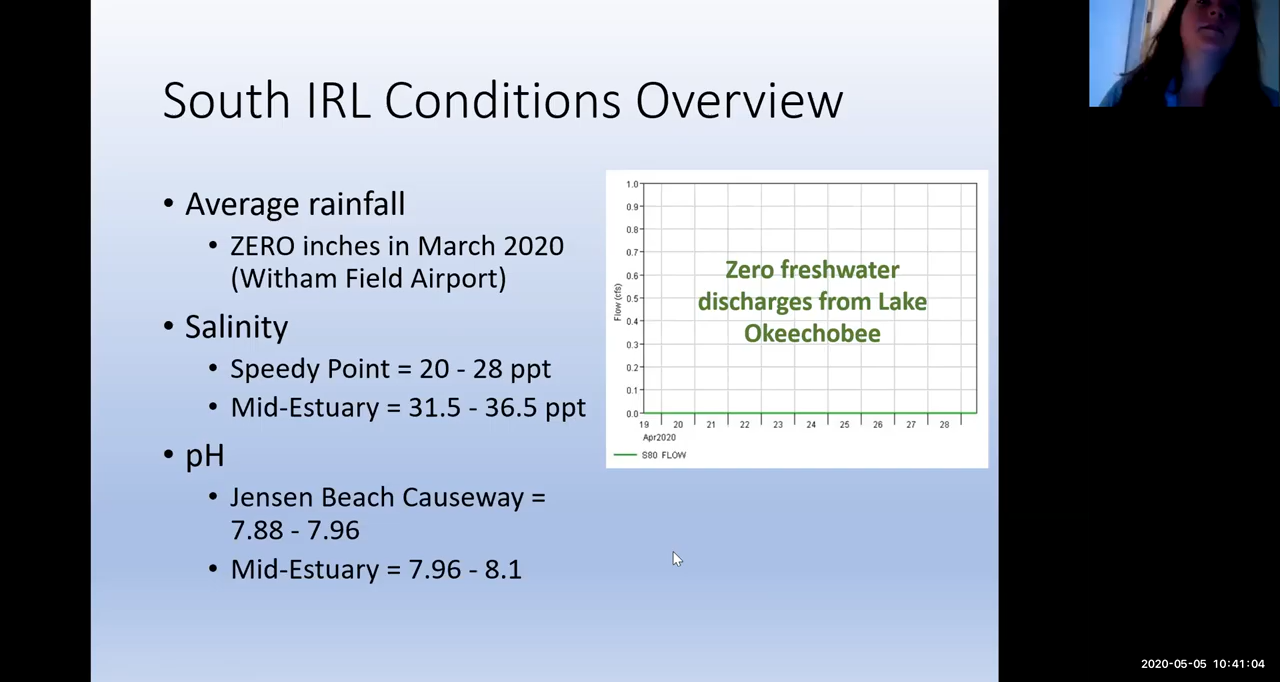 South IRL Conditions Overview
• Average rainfall
• ZERO inches in March 2020
(Witham Field Airport)
• Salinity
• Speedy Point = 20 - 28 ppt
• Mid-Estuary = 31.5 - 36.5 ppt
• pH
• Jensen Beach Causeway =
7.88 - 7.96
• Mid-Estuary = 7.96 - 8.1
1.0
0.9
0.8
0.7
0.6
0.5
0.4
0.3
0.2
0.1
0.0
Flow (cfs)
Zero freshwater
discharges from Lake
Okeechobee
19 20 21 22 23 24 25 26 27 28
Apr2020
S80 FLOW
2020-05-05 10:41:04